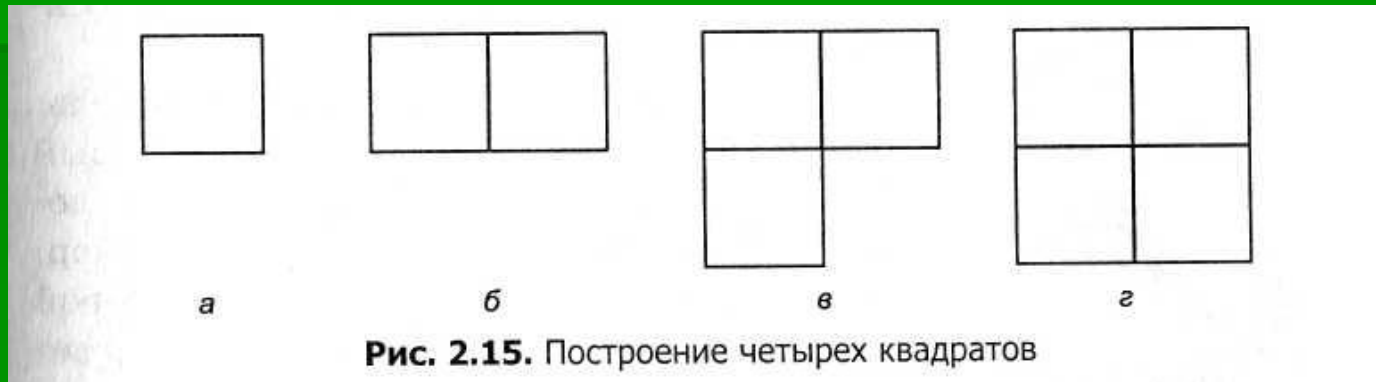 а б в г
Рис. 2.15. Построение четырех квадратов